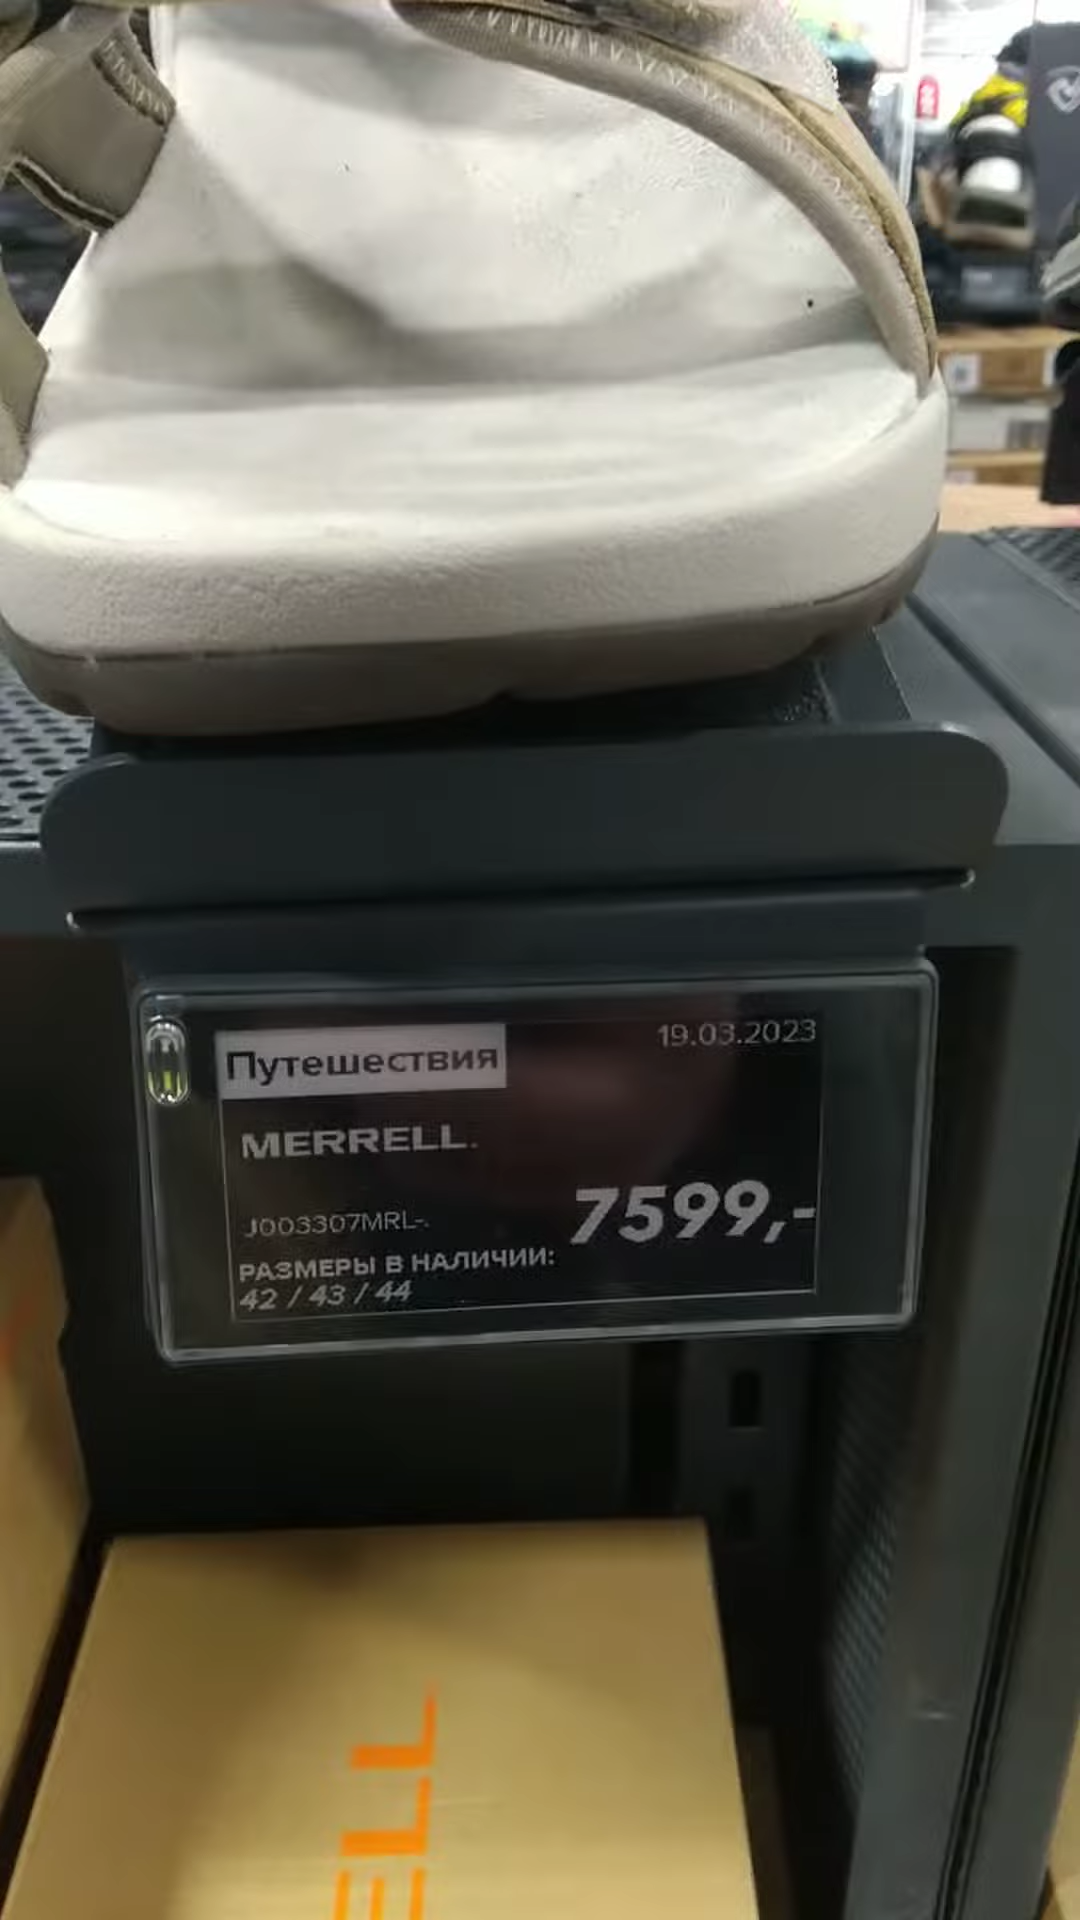 Путешествия
19.03.2023
MERRELL.
J003307MRL-.
7599,-
РАЗМЕРЫ В НАЛИЧИИ:
42 / 43 / 44
ELL